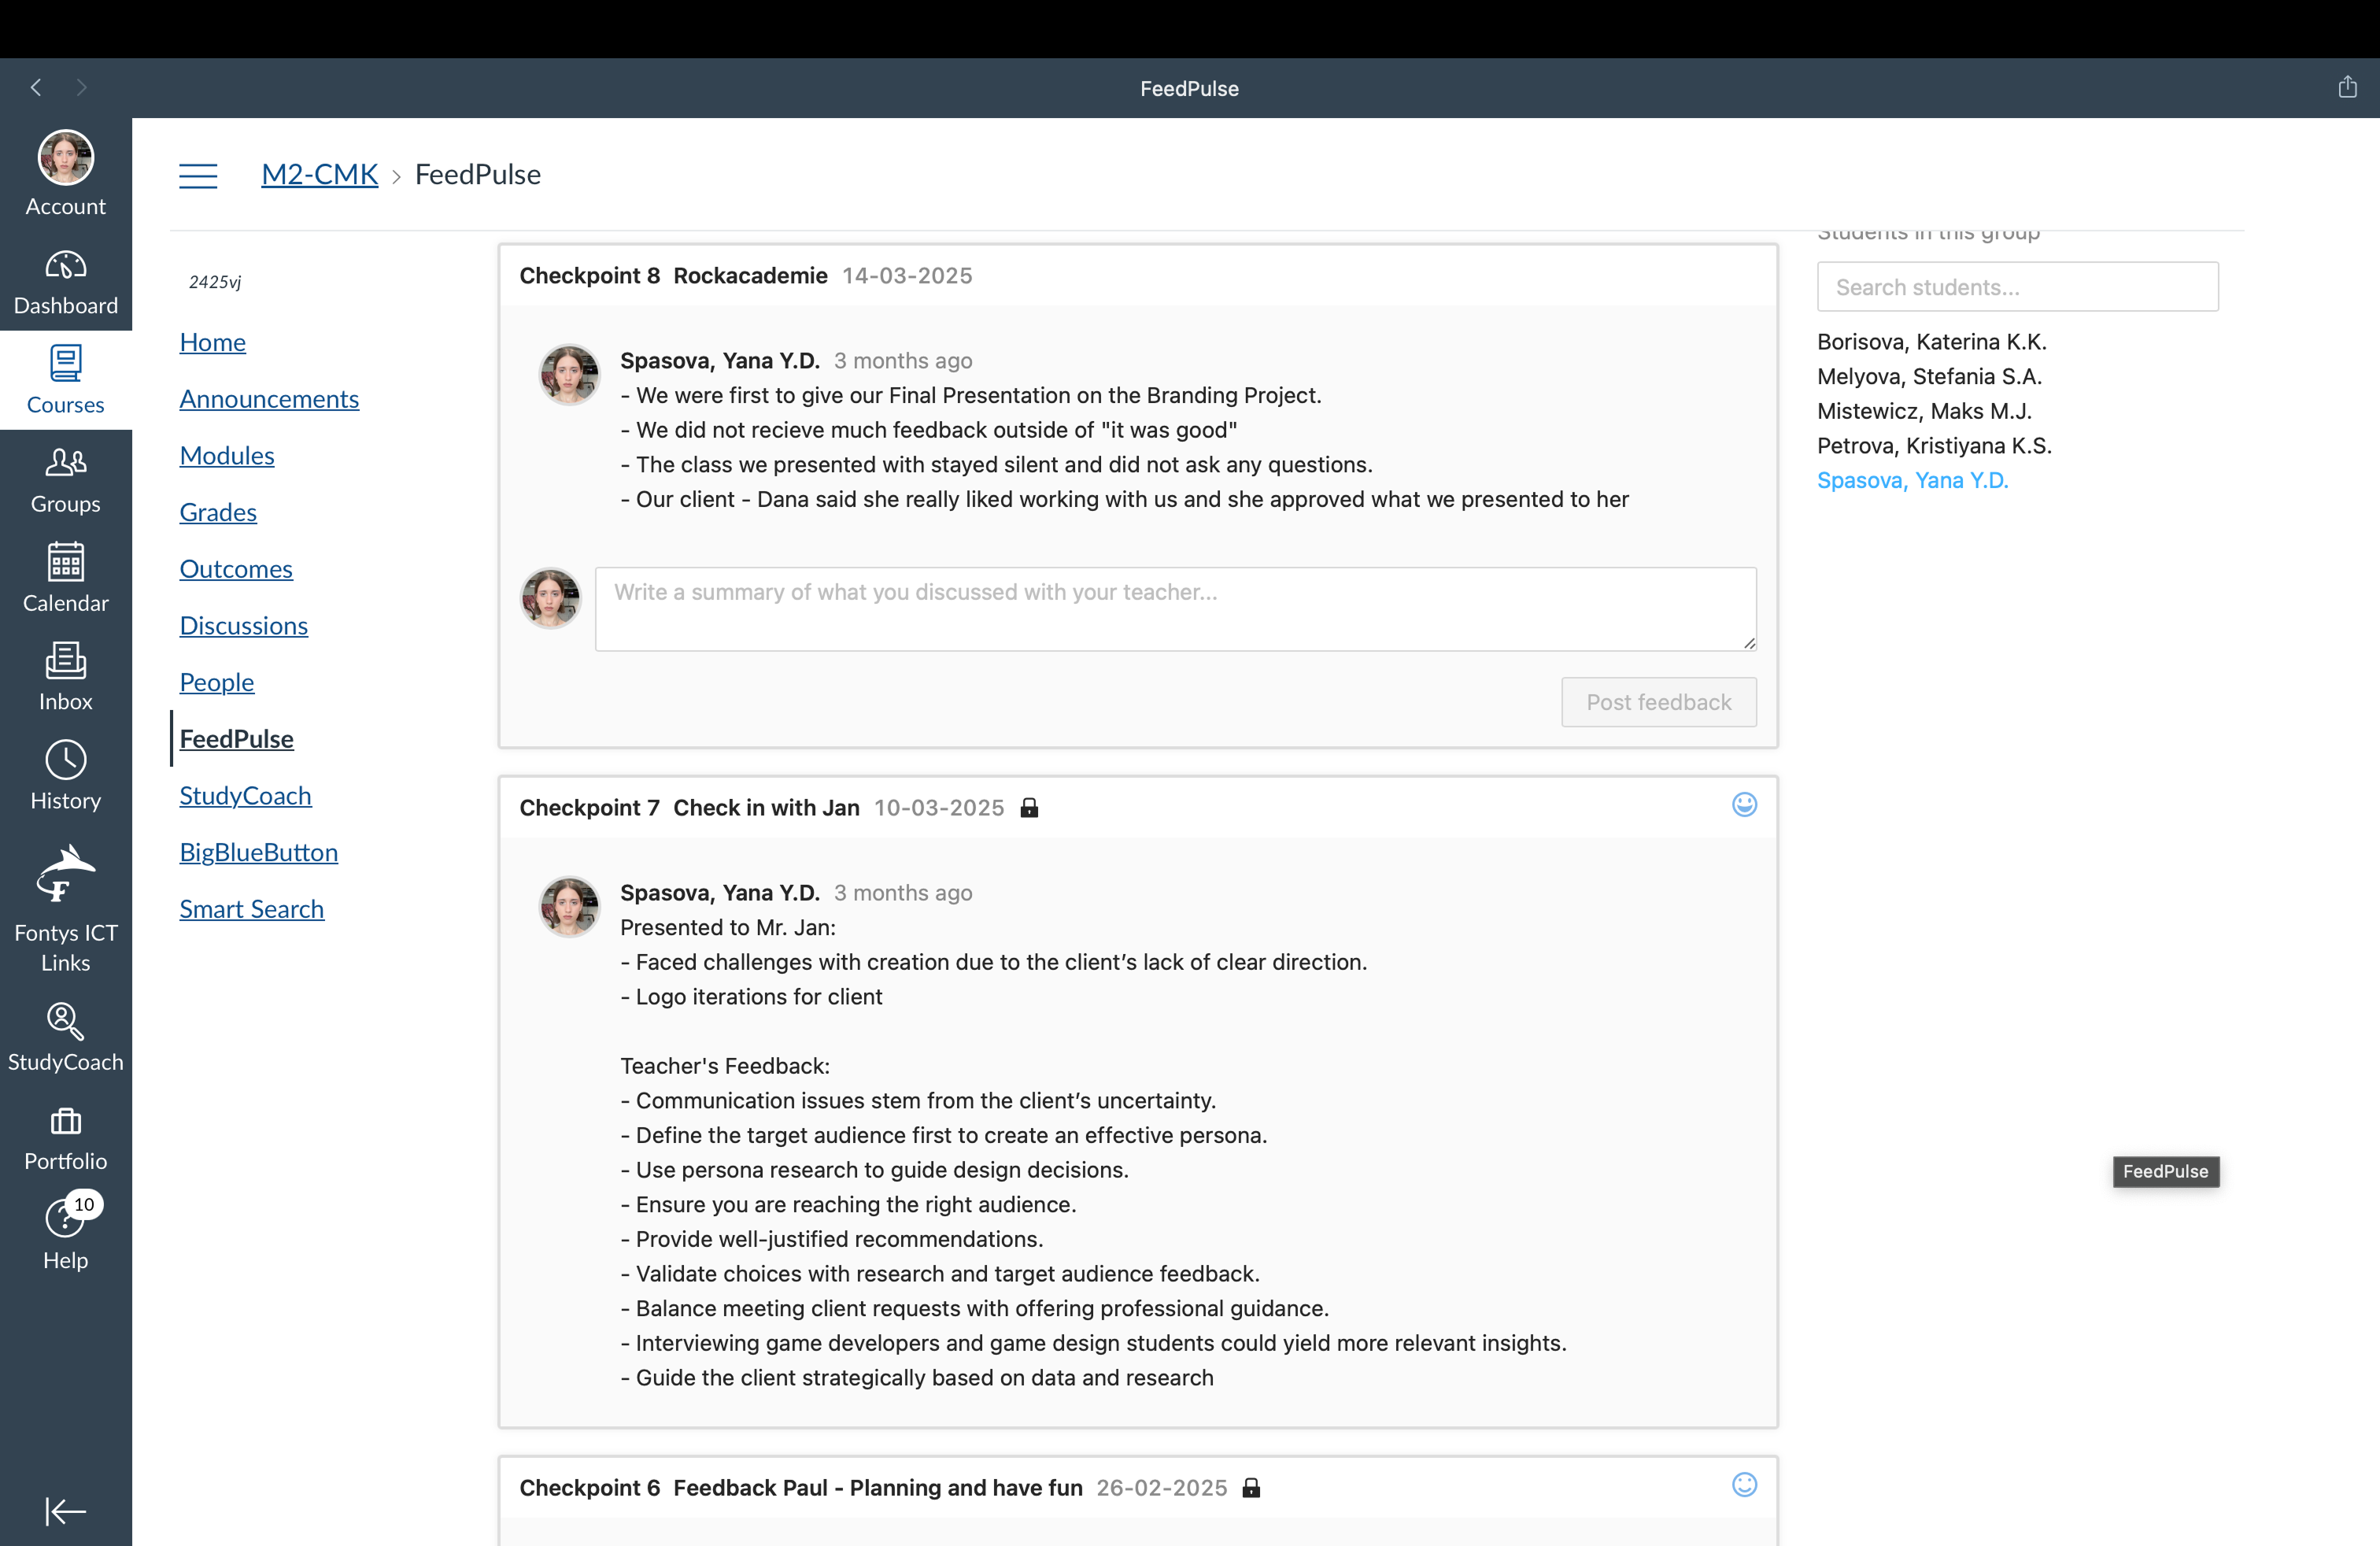 FeedPulse
Account
Dashboard
Courses
Groups
Calendar
Inbox
History
F
Fontys ICT
Links
StudyCoach
Portfolio
10
Help
M2-CMK > FeedPulse
2425vj
Home
Announcements
Modules
Grades
Outcomes
Discussions
People
FeedPulse
StudyCoach
BigBlueButton
Smart Search
Checkpoint 8 Rockacademie 14-03-2025
Spasova, Yana Y.D. 3 months ago
- We were first to give our Final Presentation on the Branding Project.
- We did not recieve much feedback outside of "it was good"
- The class we presented with stayed silent and did not ask any questions.
- Our client - Dana said she really liked working with us and she approved what we presented to her
Write a summary of what you discussed with your teacher...
Post feedback
Checkpoint 7 Check in with Jan 10-03-2025
Spasova, Yana Y.D. 3 months ago
Presented to Mr. Jan:
- Faced challenges with creation due to the client’s lack of clear direction.
- Logo iterations for client
Teacher's Feedback:
- Communication issues stem from the client’s uncertainty.
- Define the target audience first to create an effective persona.
- Use persona research to guide design decisions.
- Ensure you are reaching the right audience.
- Provide well-justified recommendations.
- Validate choices with research and target audience feedback.
- Balance meeting client requests with offering professional guidance.
- Interviewing game developers and game design students could yield more relevant insights.
- Guide the client strategically based on data and research
Checkpoint 6 Feedback Paul - Planning and have fun 26-02-2025
Students in this group
Search students...
Borisova, Katerina K.K.
Melyova, Stefania S.A.
Mistewicz, Maks M.J.
Petrova, Kristiyana K.S.
Spasova, Yana Y.D.
FeedPulse